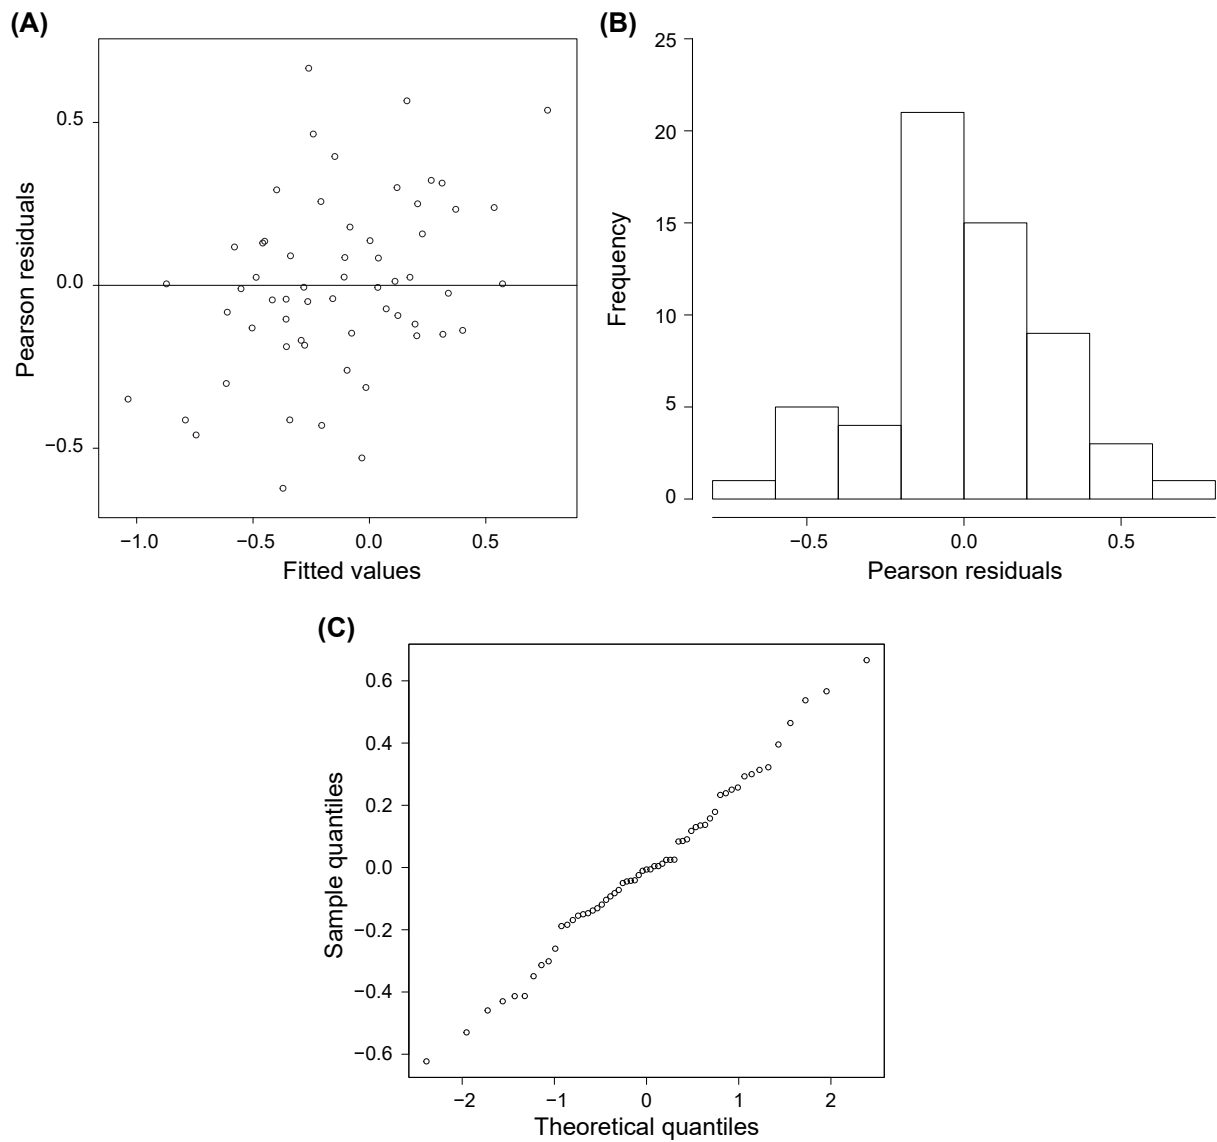 (A)
Pearson residuals
0.5
0.0
−0.5
−1.0 −0.5 0.0 0.5
Fitted values
(B)
Frequency
25
20
15
10
5
0
−0.5 0.0 0.5
Pearson residuals
(C)
Sample quantiles
0.6
0.4
0.2
0.0
−0.2
−0.4
−0.6
−2 −1 0 1 2
Theoretical quantiles